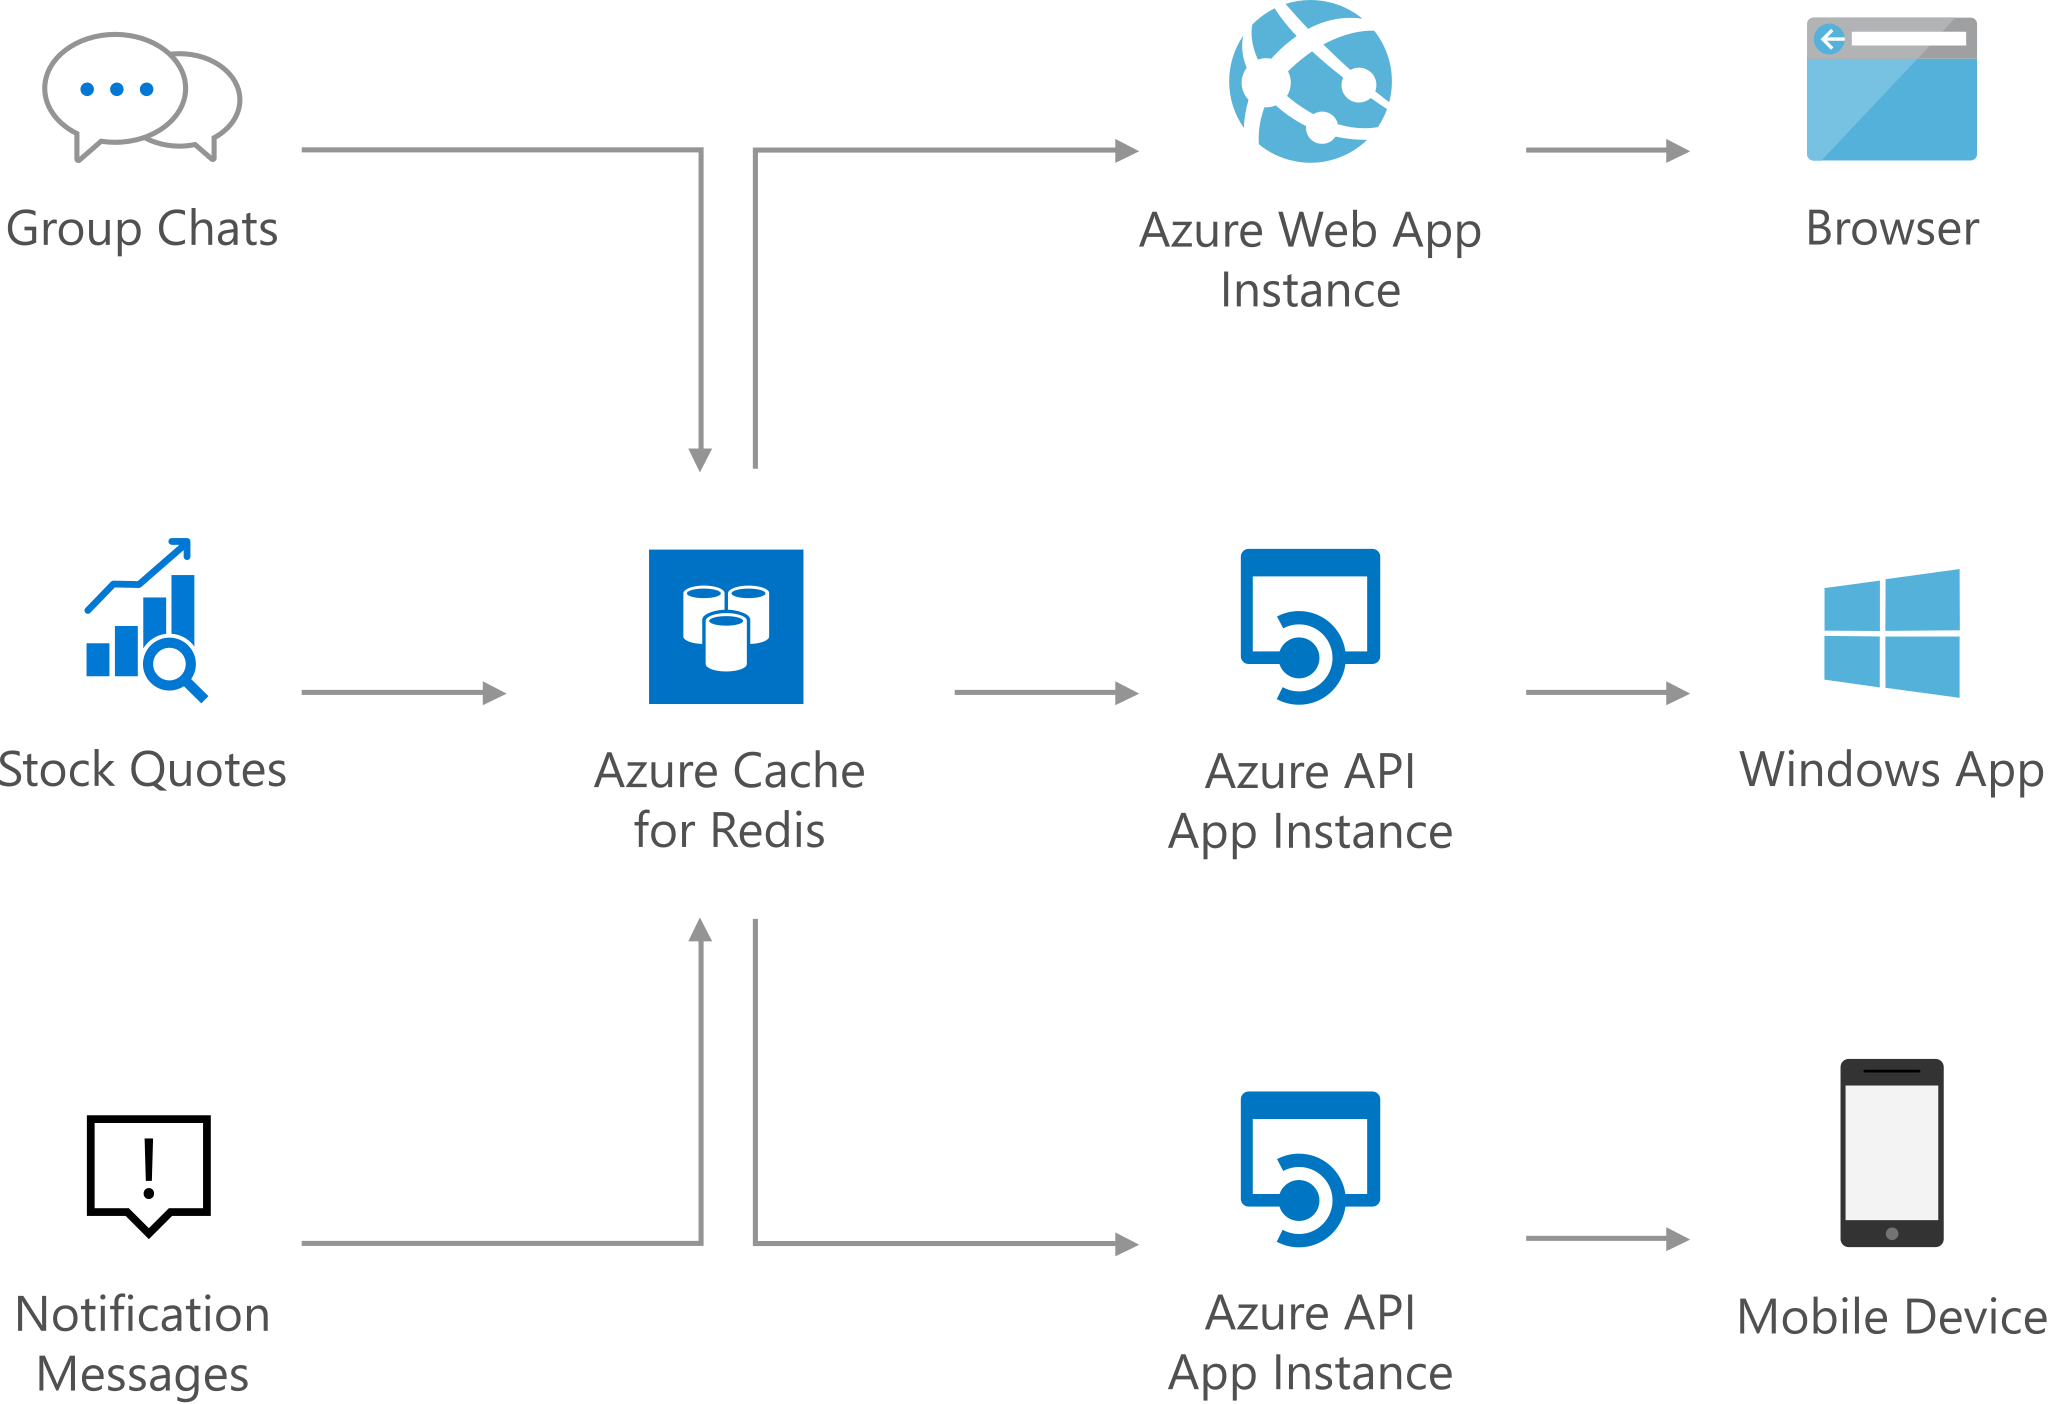 Group Chats
Azure Web App
Instance
Browser
Stock Quotes
Azure Cache
for Redis
Azure API
App Instance
Windows App
Notification
Messages
Azure API
App Instance
Mobile Device